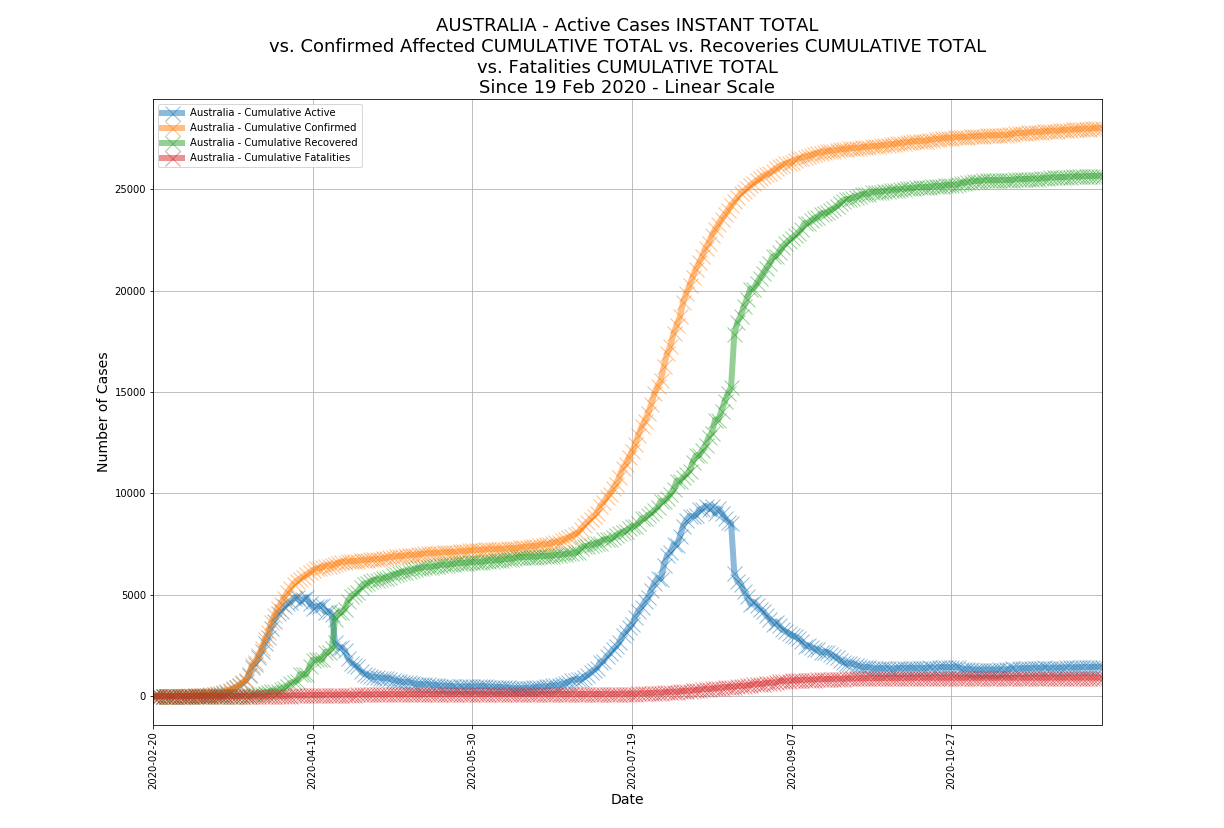 AUSTRALIA - Active Cases INSTANT TOTAL
vs. Confirmed Affected CUMULATIVE TOTAL vs. Recoveries CUMULATIVE TOTAL
vs. Fatalities CUMULATIVE TOTAL
Since 19 Feb 2020 - Linear Scale
Australia - Cumulative Active
Australia - Cumulative Confirmed
Australia - Cumulative Recovered
Australia - Cumulative Fatalities
Number of Cases
25000
20000
15000
10000
5000
0
2020-02-20
2020-04-10
2020-05-30
2020-07-19
2020-09-07
2020-10-27
Date